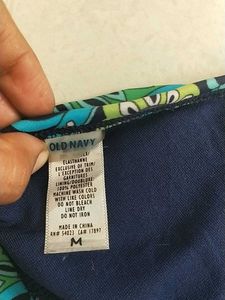 OLD NAVY
ELASTHANNE
EXCLUSIVE OF TRIM/
A L'EXCEPTION DES
GARNITURES
LINING/DOUBLURE
100% POLYESTER
MACHINE WASH COLD
WITH LIKE COLORS
DO NOT BLEACH
LINE DRY
DO NOT IRON
MADE IN CHINA
RN# 54023 CA# 17897
M